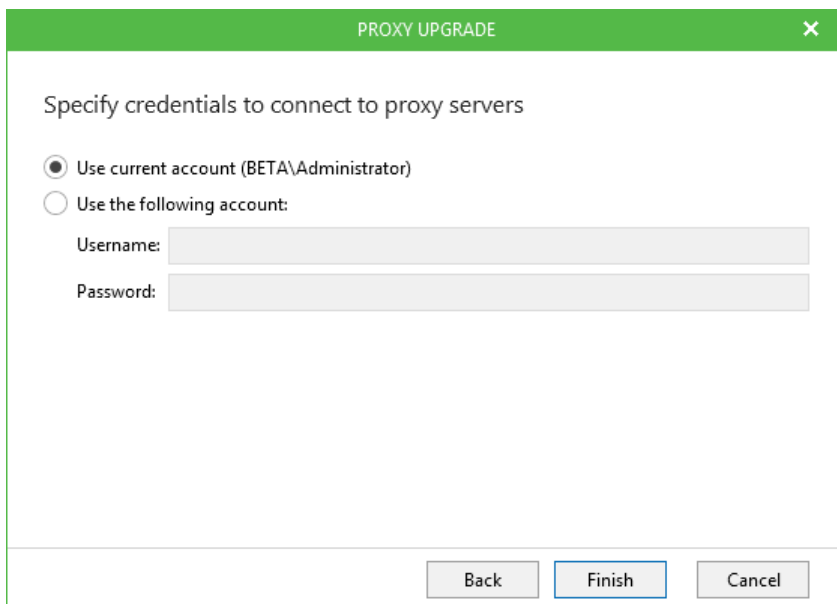 PROXY UPGRADE
Specify credentials to connect to proxy servers
Use current account (BETA\Administrator)
Use the following account:
Username:
Password:
Back Finish Cancel